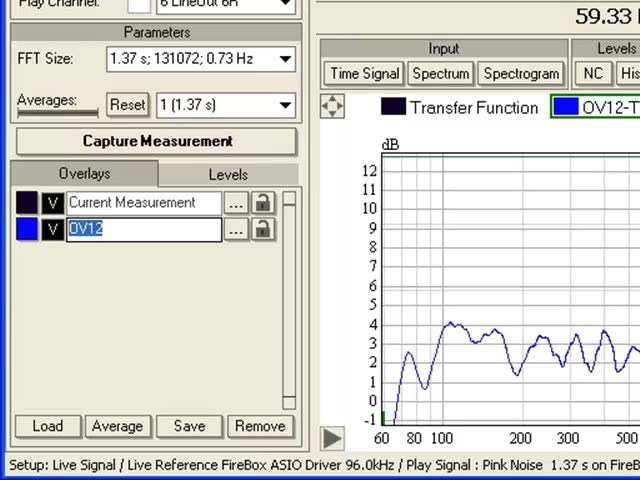 Play Channel: 6 LineOut 6R
Parameters
FFT Size: 1.37 s; 131072; 0.73 Hz
Averages: Reset 1 (1.37 s)
Capture Measurement
Overlays Levels
V Current Measurement ...
V OV12 ...
Load Average Save Remove
59.33
Input Levels
Time Signal Spectrum Spectrogram NC His
Transfer Function OV12-T
dB
12
11
10
9
8
7
6
5
4
3
2
1
0
-1
60 80 100 200 300 500
Setup: Live Signal / Live Reference FireBox ASIO Driver 96.0kHz / Play Signal : Pink Noise 1.37 s on FireB